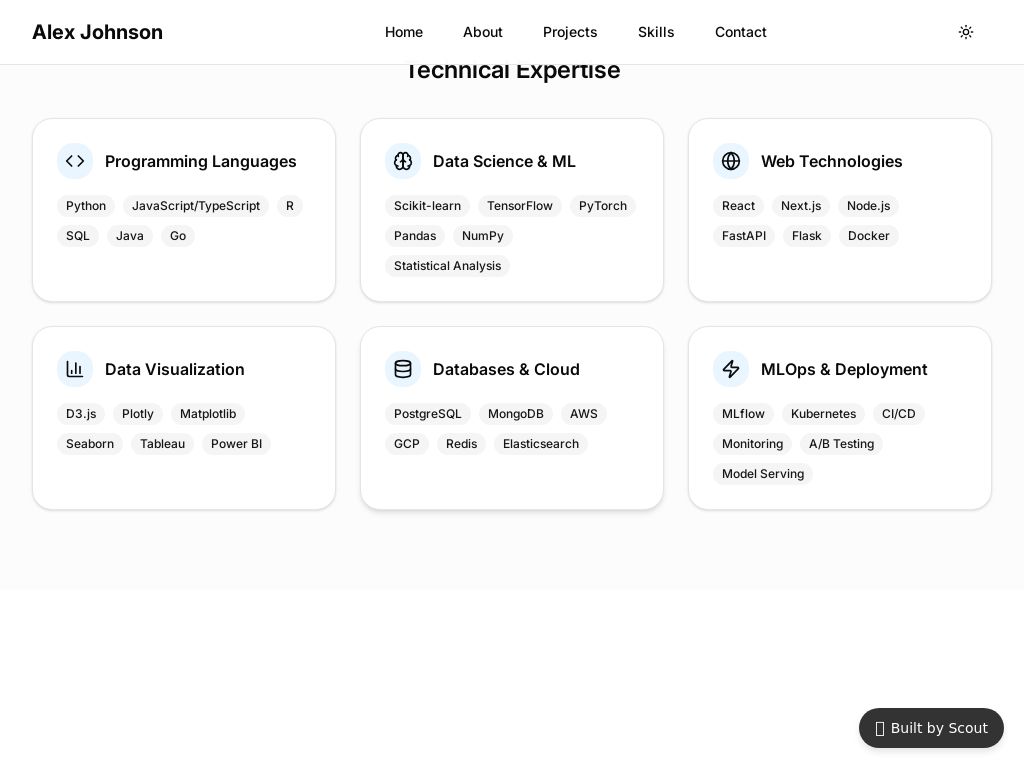 Alex Johnson
Home About Projects Skills Contact
Technical Expertise
Programming Languages
Python JavaScript/TypeScript R
SQL Java Go
Data Science & ML
Scikit-learn TensorFlow PyTorch
Pandas NumPy
Statistical Analysis
Web Technologies
React Next.js Node.js
FastAPI Flask Docker
Data Visualization
D3.js Plotly Matplotlib
Seaborn Tableau Power BI
Databases & Cloud
PostgreSQL MongoDB AWS
GCP Redis Elasticsearch
MLOps & Deployment
MLflow Kubernetes CI/CD
Monitoring A/B Testing
Model Serving
Built by Scout